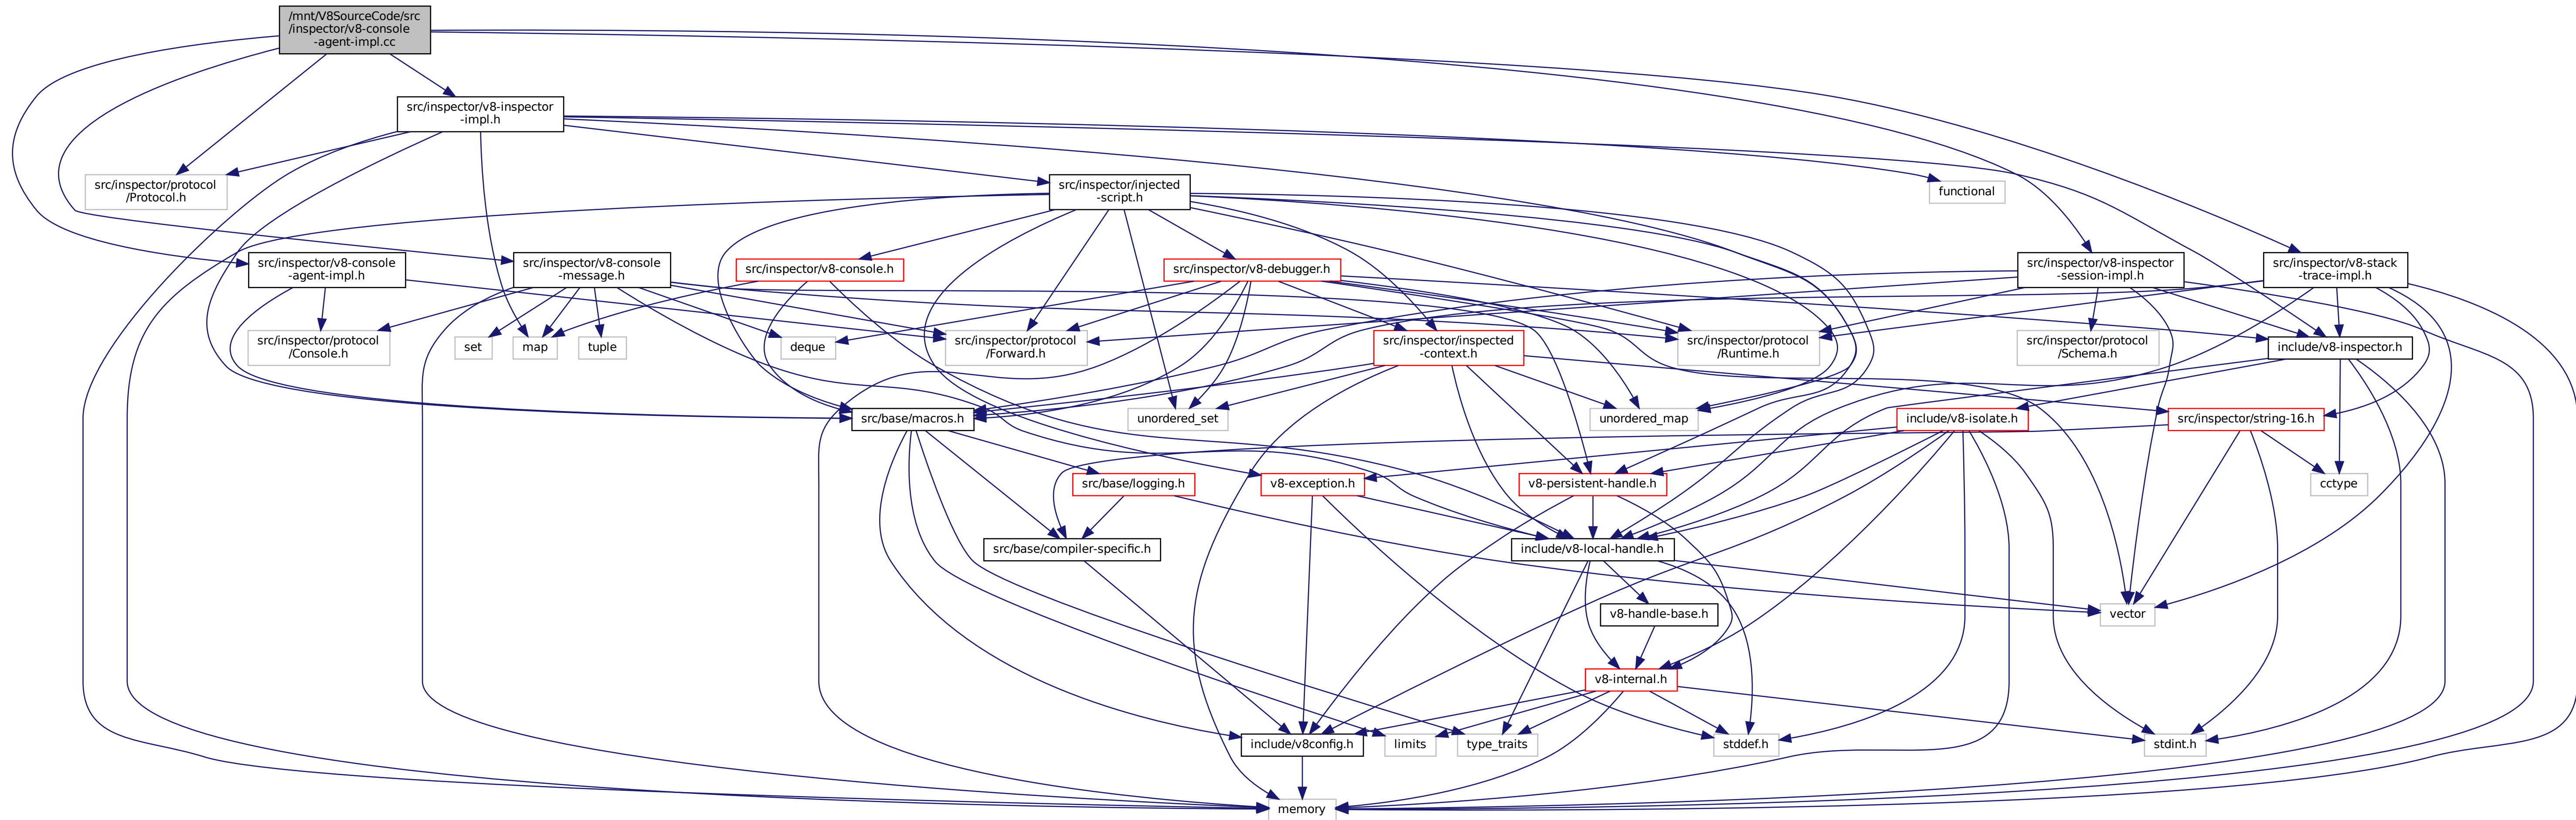 /mnt/V8SourceCode/src
/inspector/v8-console
-agent-impl.cc
src/inspector/v8-inspector
-impl.h
src/inspector/protocol
/Protocol.h
src/inspector/injected
-script.h
functional
src/inspector/v8-console
-agent-impl.h
src/inspector/v8-console
-message.h
src/inspector/v8-console.h
src/inspector/v8-debugger.h
src/inspector/v8-inspector
-session-impl.h
src/inspector/v8-stack
-trace-impl.h
src/inspector/protocol
/Console.h
set
map
tuple
deque
src/inspector/protocol
/Forward.h
src/inspector/inspected
-context.h
src/inspector/protocol
/Runtime.h
src/inspector/protocol
/Schema.h
include/v8-inspector.h
src/base/macros.h
unordered_set
unordered_map
include/v8-isolate.h
src/inspector/string-16.h
src/base/logging.h
v8-exception.h
v8-persistent-handle.h
cctype
src/base/compiler-specific.h
include/v8-local-handle.h
v8-handle-base.h
vector
v8-internal.h
include/v8config.h
limits
type_traits
stddef.h
stdint.h
memory